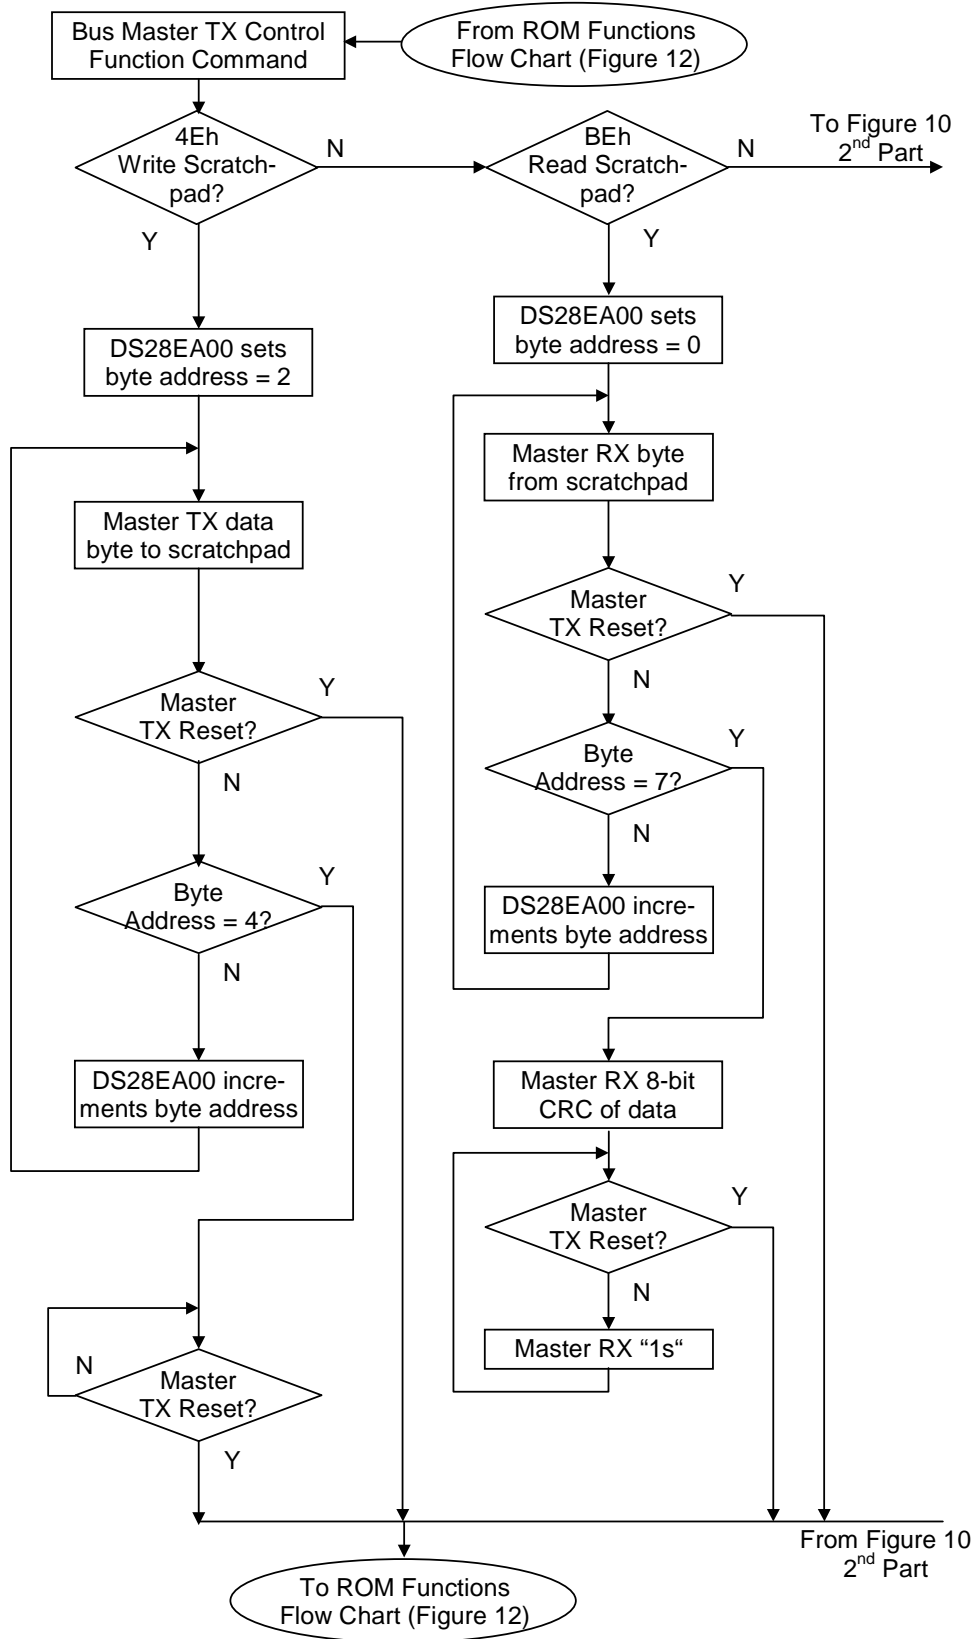 Bus Master TX Control
Function Command
From ROM Functions
Flow Chart (Figure 12)
4Eh
Write Scratch-
pad?
N
Y
BEh
Read Scratch-
pad?
N
Y
To Figure 10
2nd Part
DS28EA00 sets
byte address = 2
Master TX data
byte to scratchpad
Master
TX Reset?
Y
N
Byte
Address = 4?
Y
N
DS28EA00 incre-
ments byte address
Master
TX Reset?
N
Y
DS28EA00 sets
byte address = 0
Master RX byte
from scratchpad
Master
TX Reset?
Y
N
Byte
Address = 7?
Y
N
DS28EA00 incre-
ments byte address
Master RX 8-bit
CRC of data
Master
TX Reset?
Y
N
Master RX “1s“
From Figure 10
2nd Part
To ROM Functions
Flow Chart (Figure 12)